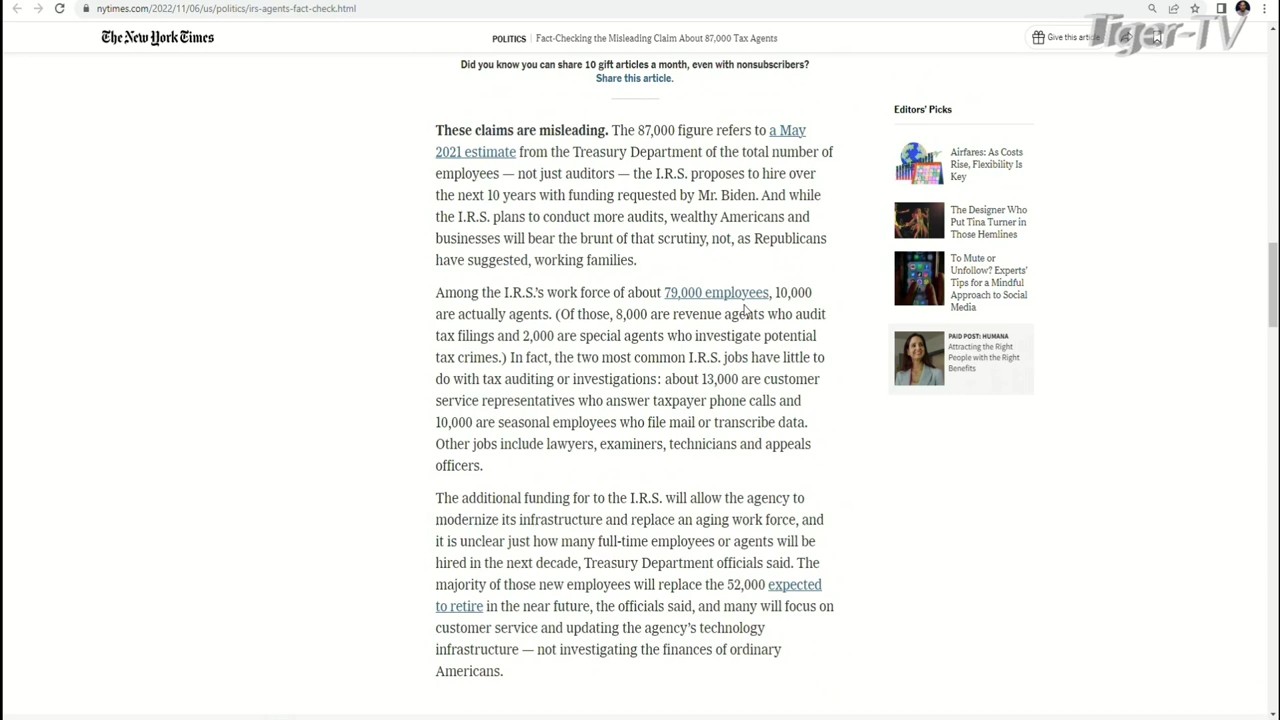 nytimes.com/2022/11/06/us/politics/irs-agents-fact-check.html
Tiger-TV
The New York Times
POLITICS | Fact-Checking the Misleading Claim About 87,000 Tax Agents
Give this article
Did you know you can share 10 gift articles a month, even with nonsubscribers?
Share this article.
These claims are misleading. The 87,000 figure refers to a May
2021 estimate from the Treasury Department of the total number of
employees — not just auditors — the I.R.S. proposes to hire over
the next 10 years with funding requested by Mr. Biden. And while
the I.R.S. plans to conduct more audits, wealthy Americans and
businesses will bear the brunt of that scrutiny, not, as Republicans
have suggested, working families.
Among the I.R.S.'s work force of about 79,000 employees, 10,000
are actually agents. (Of those, 8,000 are revenue agents who audit
tax filings and 2,000 are special agents who investigate potential
tax crimes.) In fact, the two most common I.R.S. jobs have little to
do with tax auditing or investigations: about 13,000 are customer
service representatives who answer taxpayer phone calls and
10,000 are seasonal employees who file mail or transcribe data.
Other jobs include lawyers, examiners, technicians and appeals
officers.
The additional funding for to the I.R.S. will allow the agency to
modernize its infrastructure and replace an aging work force, and
it is unclear just how many full-time employees or agents will be
hired in the next decade, Treasury Department officials said. The
majority of those new employees will replace the 52,000 expected
to retire in the near future, the officials said, and many will focus on
customer service and updating the agency's technology
infrastructure — not investigating the finances of ordinary
Americans.
Editors' Picks
Airfares: As Costs
Rise, Flexibility Is
Key
The Designer Who
Put Tina Turner in
Those Hemlines
To Mute or
Unfollow? Experts'
Tips for a Mindful
Approach to Social
Media
PAID POST: HUMANA
Attracting the Right
People with the Right
Benefits